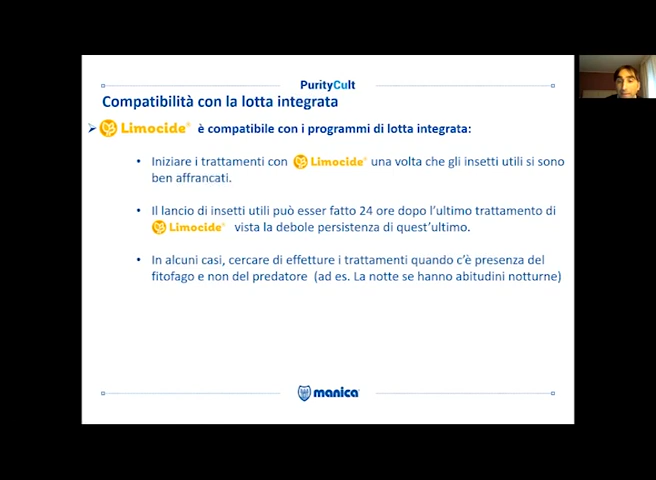 PurityCult
Compatibilità con la lotta integrata
➢ Limocide® è compatibile con i programmi di lotta integrata:
• Iniziare i trattamenti con Limocide® una volta che gli insetti utili si sono
ben affrancati.
• Il lancio di insetti utili può esser fatto 24 ore dopo l'ultimo trattamento di
Limocide® vista la debole persistenza di quest'ultimo.
• In alcuni casi, cercare di effetture i trattamenti quando c'è presenza del
fitofago e non del predatore (ad es. La notte se hanno abitudini notturne)
manica